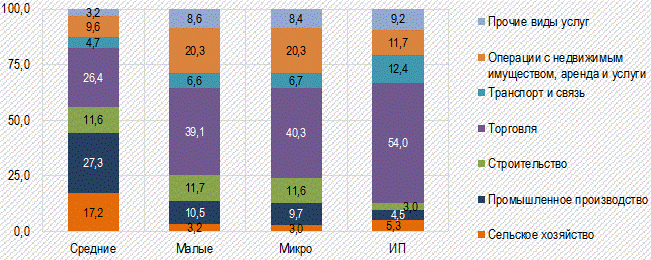 100,0
75,0
50,0
25,0
0,0
3,2
9,6
4,7
26,4
11,6
27,3
17,2
Средние
8,6
20,3
6,6
39,1
11,7
10,5
3,2
Малые
8,4
20,3
6,7
40,3
11,6
9,7
3,0
Микро
9,2
11,7
12,4
54,0
3,0
4,5
5,3
ИП
Прочие виды услуг
Операции с недвижимым
имуществом, аренда и услуги
Транспорт и связь
Торговля
Строительство
Промышленное производство
Сельское хозяйство